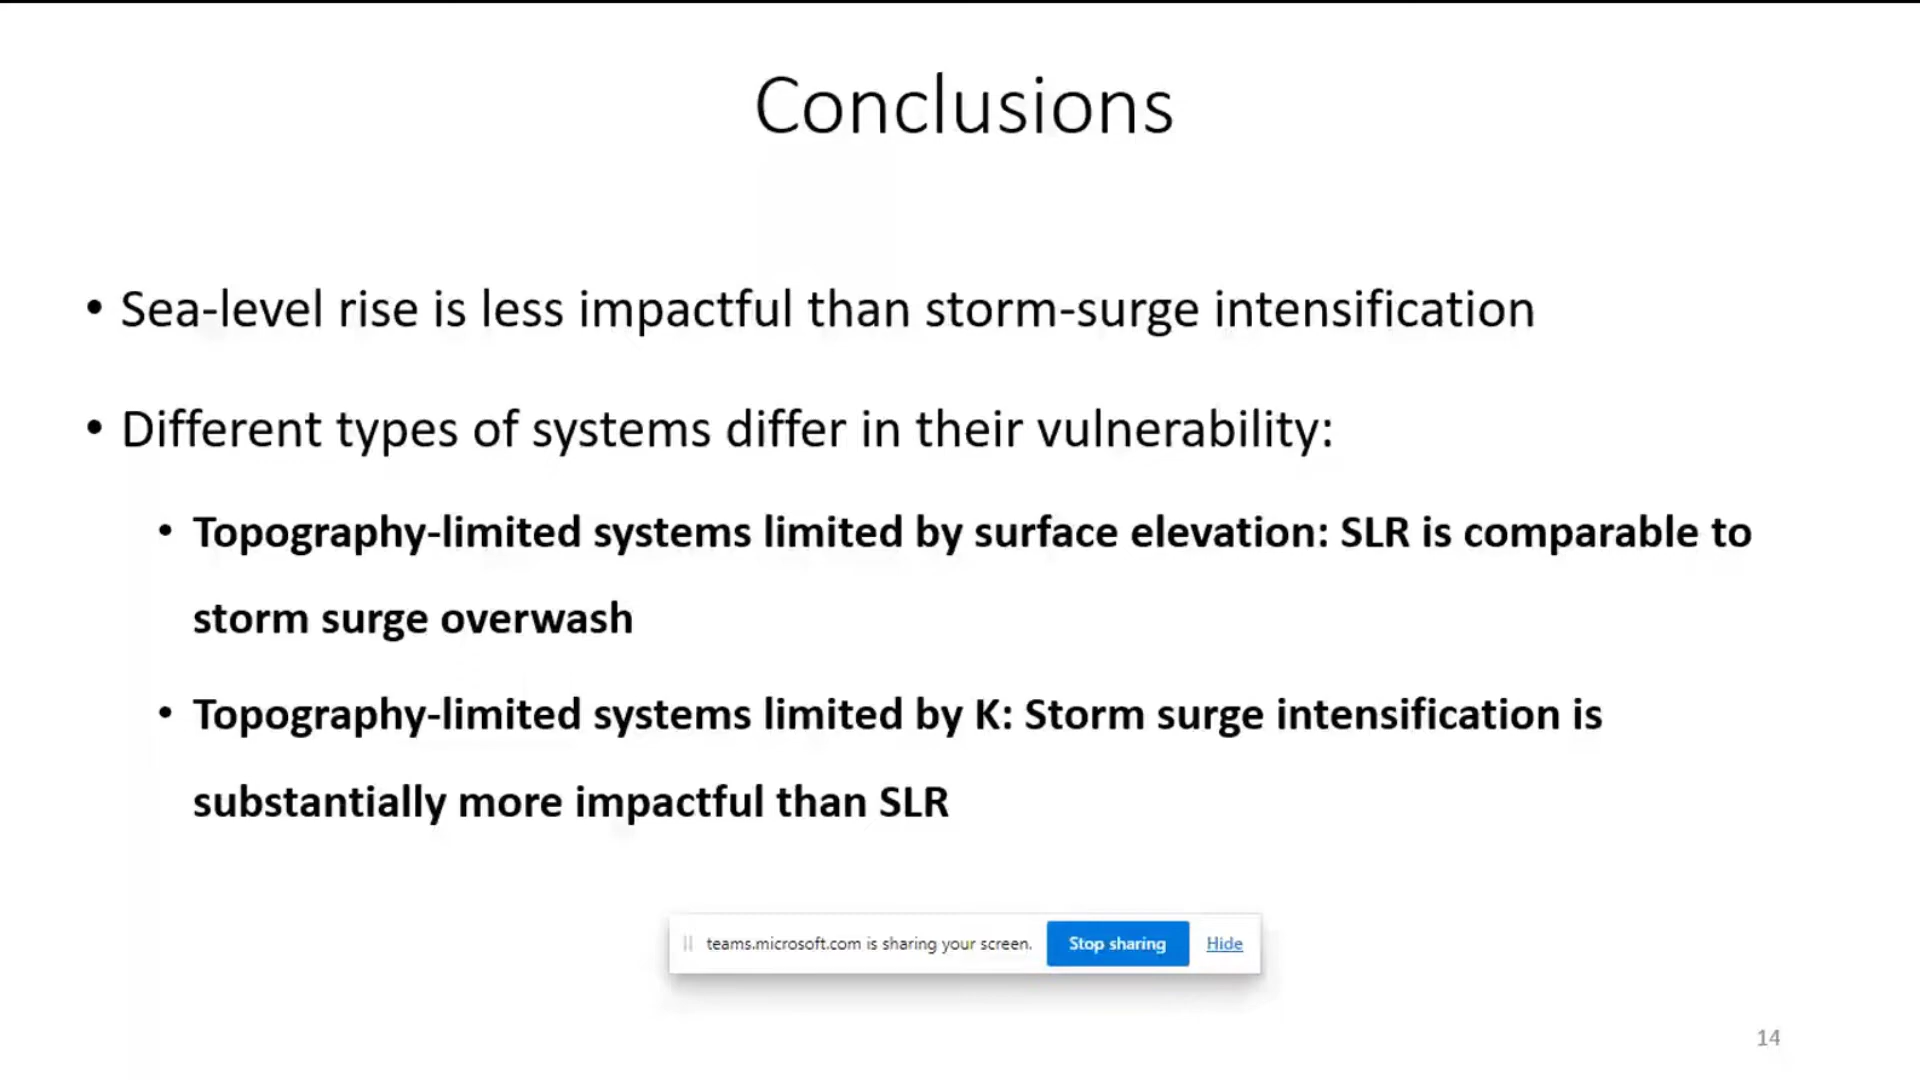 Conclusions
• Sea-level rise is less impactful than storm-surge intensification
• Different types of systems differ in their vulnerability:
• Topography-limited systems limited by surface elevation: SLR is comparable to
storm surge overwash
• Topography-limited systems limited by K: Storm surge intensification is
substantially more impactful than SLR
teams.microsoft.com is sharing your screen. Stop sharing Hide
14